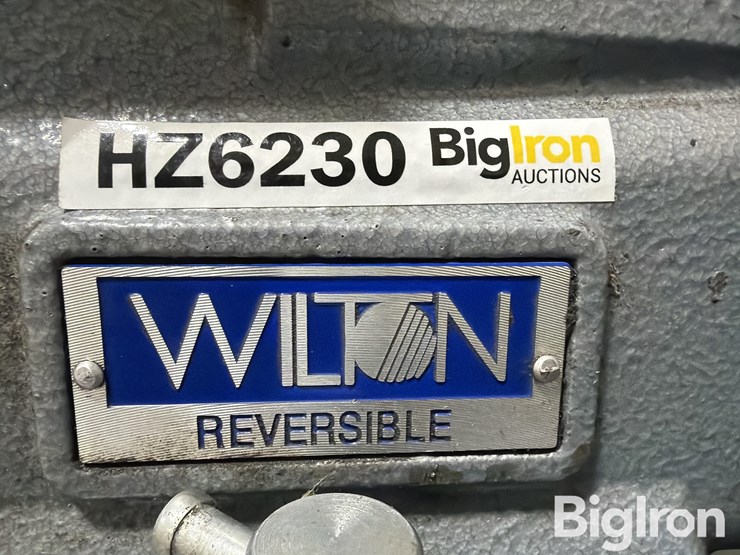 HZ6230 BigIron
AUCTIONS
WILTON
REVERSIBLE
BigIron